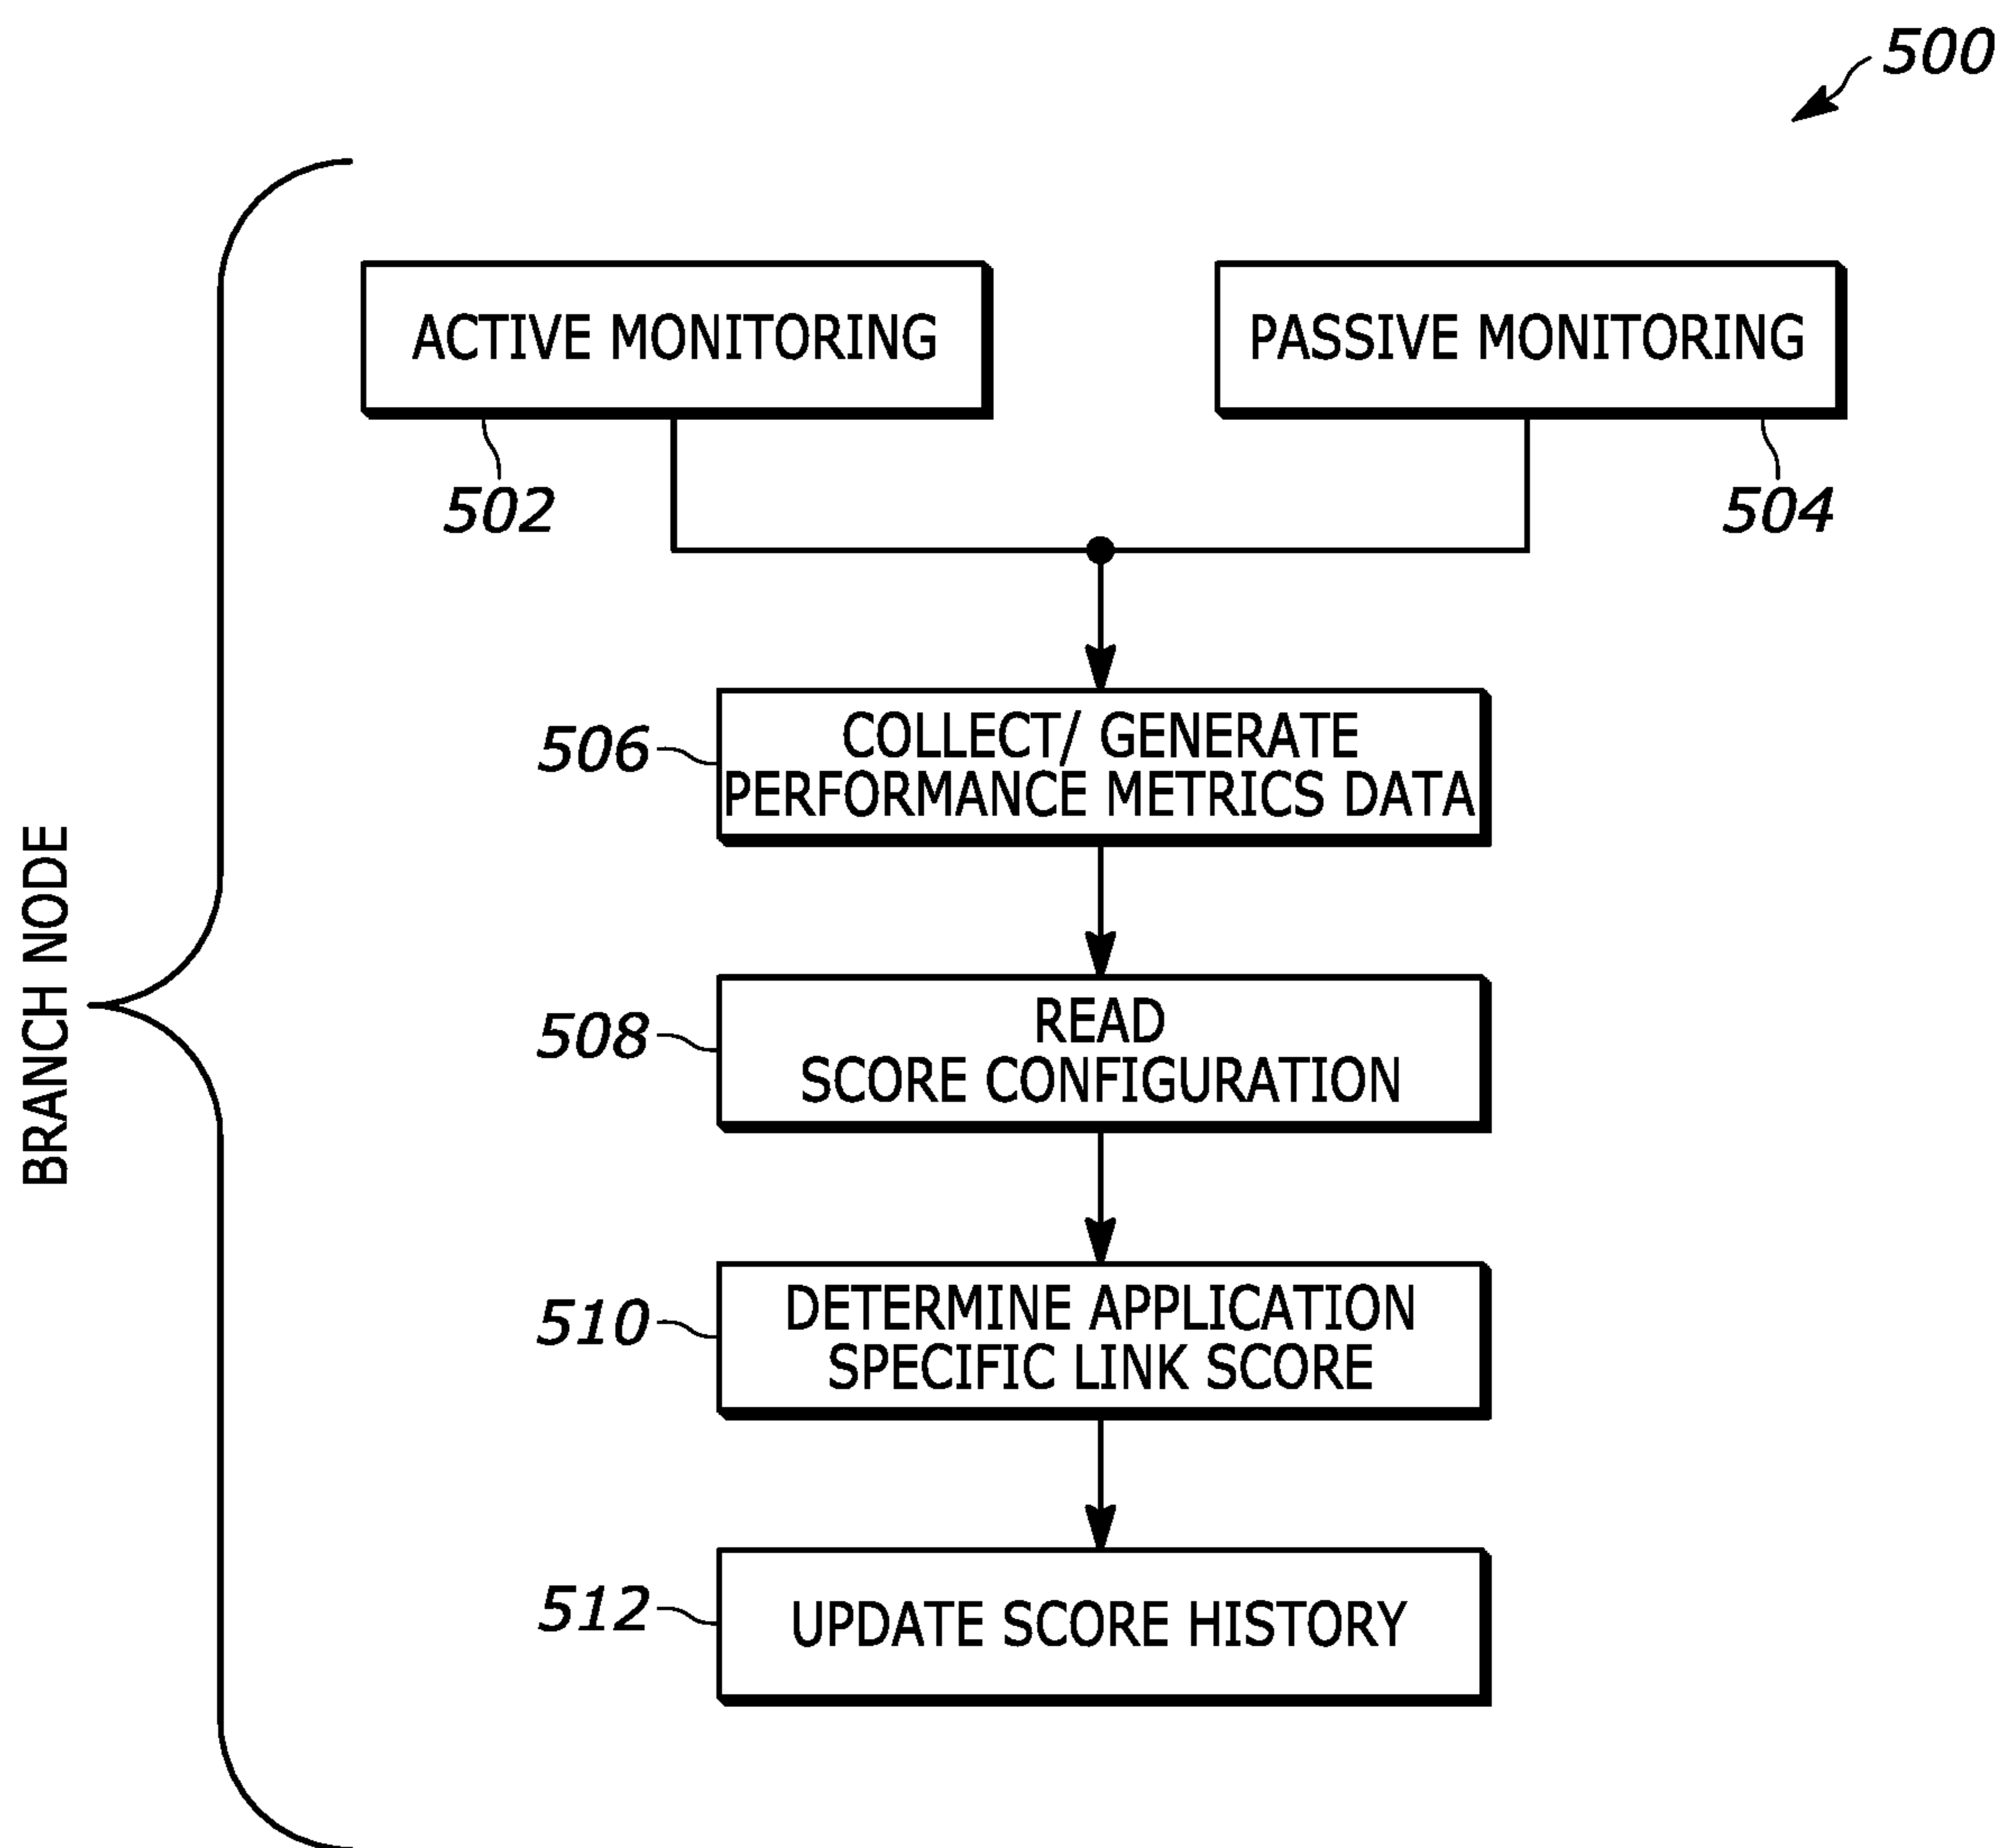 500
ACTIVE MONITORING
PASSIVE MONITORING
502
504
506
COLLECT/ GENERATE
PERFORMANCE METRICS DATA
508
READ
SCORE CONFIGURATION
BRANCH NODE
510
DETERMINE APPLICATION
SPECIFIC LINK SCORE
512
UPDATE SCORE HISTORY